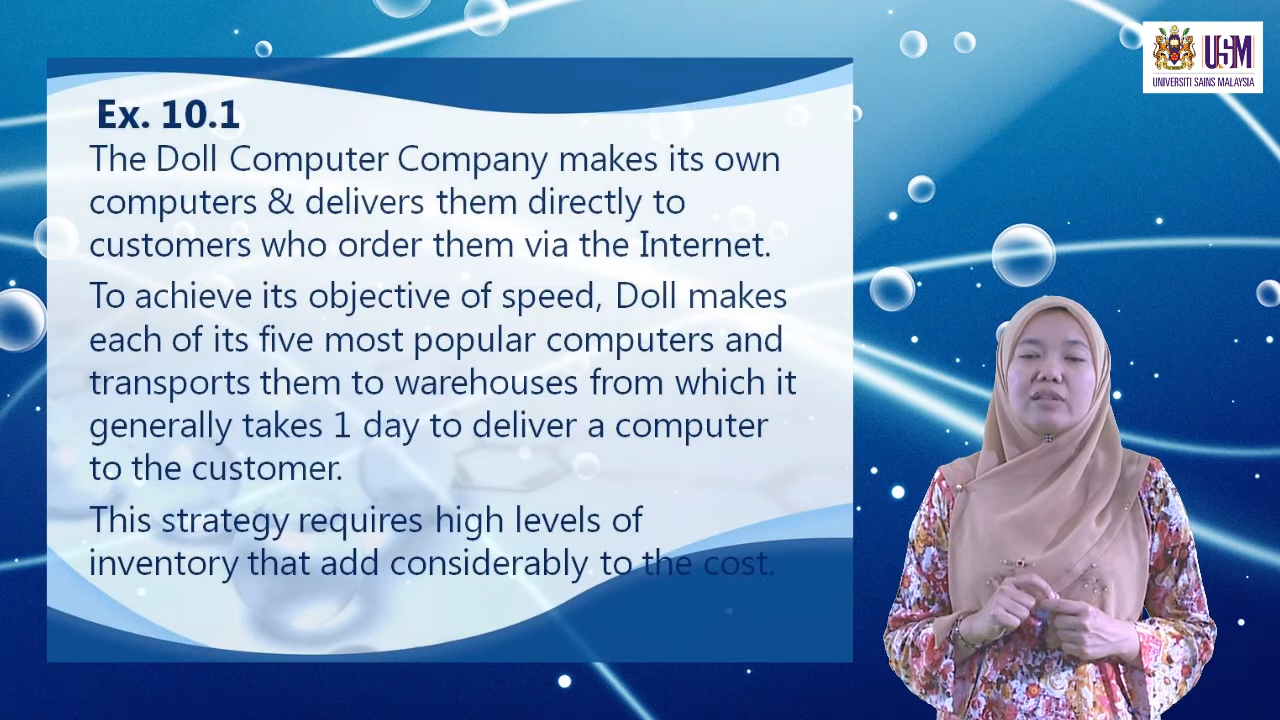 Ex. 10.1
The Doll Computer Company makes its own
computers & delivers them directly to
customers who order them via the Internet.
To achieve its objective of speed, Doll makes
each of its five most popular computers and
transports them to warehouses from which it
generally takes 1 day to deliver a computer
to the customer.
This strategy requires high levels of
inventory that add considerably to the cost.
USM
UNIVERSITI SAINS MALAYSIA